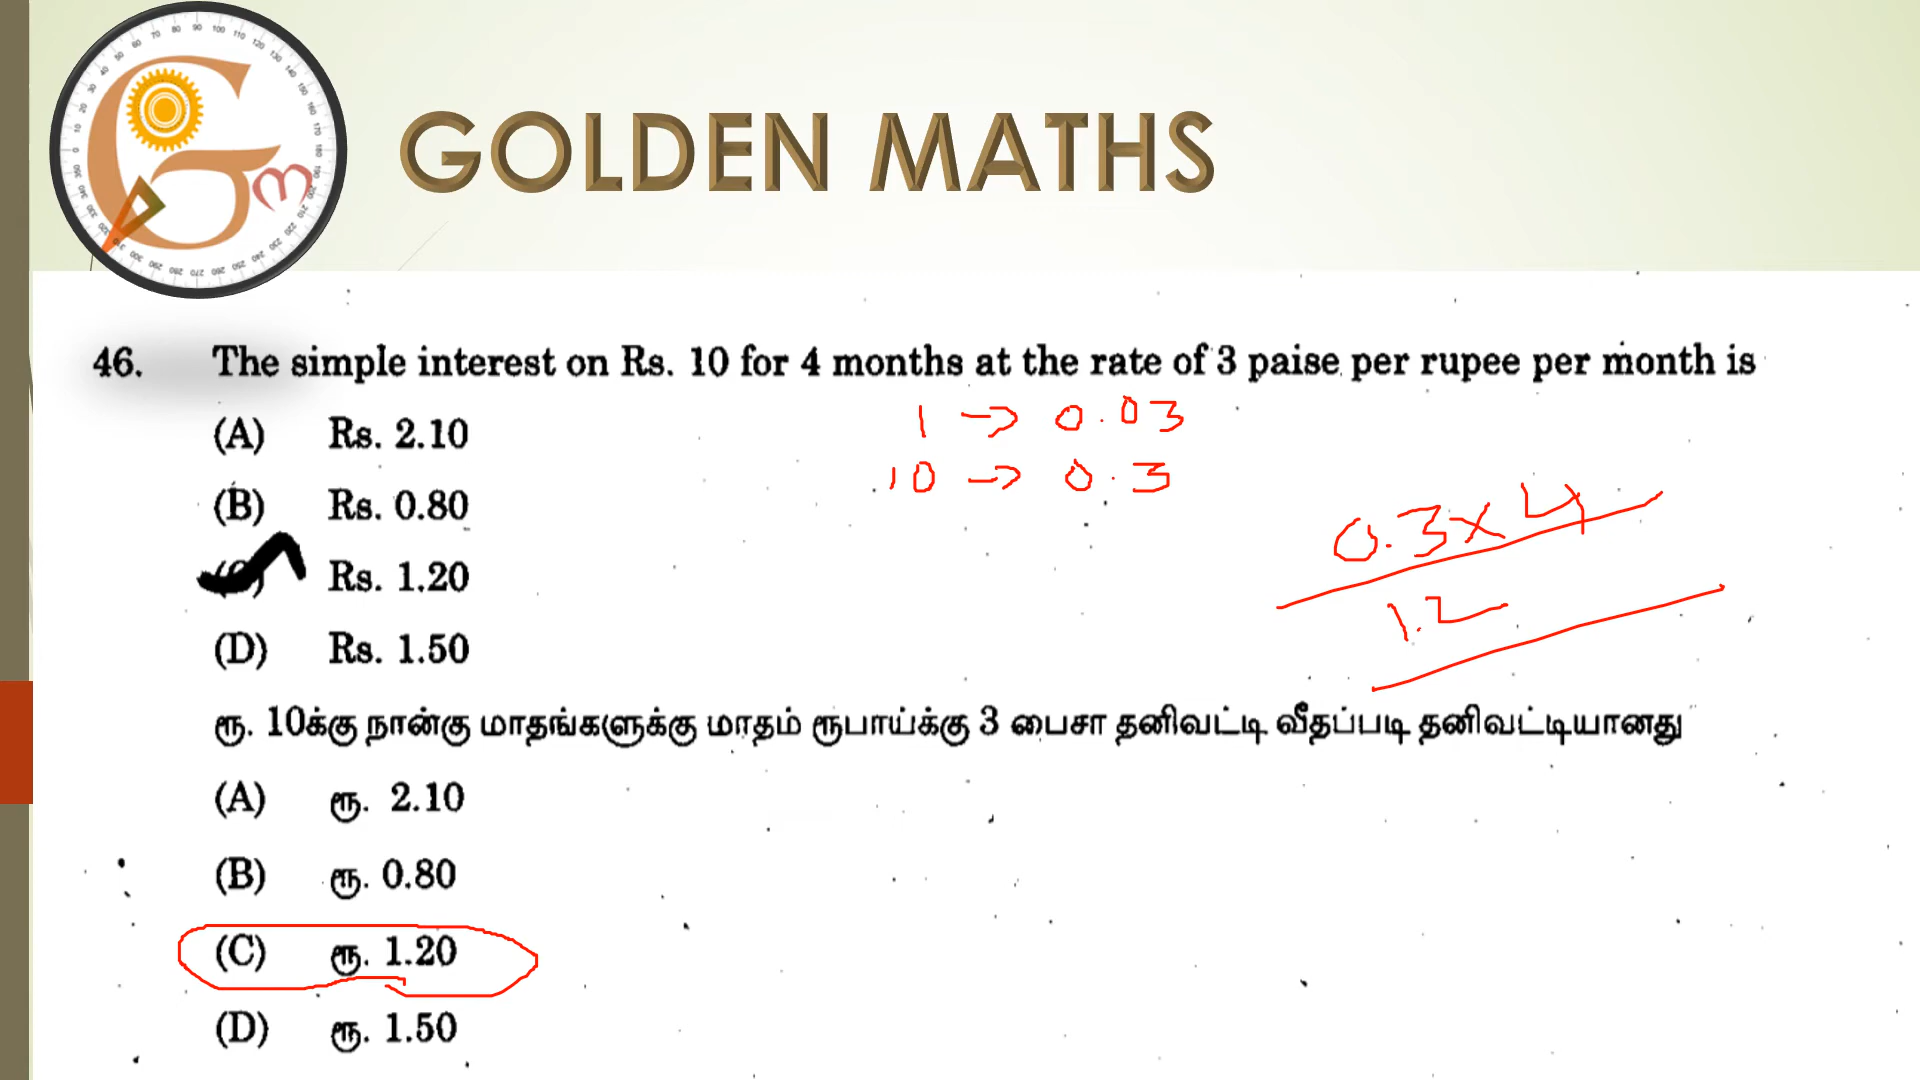 GOLDEN MATHS
46. The simple interest on Rs. 10 for 4 months at the rate of 3 paise per rupee per month is
1 → 0.03
(A) Rs. 2.10
10 → 0.3
(B) Rs. 0.80
0.3 x 4
(C) Rs. 1.20
1.2
(D) Rs. 1.50
ரூ. 10க்கு நான்கு மாதங்களுக்கு மாதம் ரூபாய்க்கு 3 பைசா தனிவட்டி வீதப்படி தனிவட்டியானது
(A) ரூ. 2.10
(B) ரூ. 0.80
(C) ரூ. 1.20
(D) ரூ. 1.50